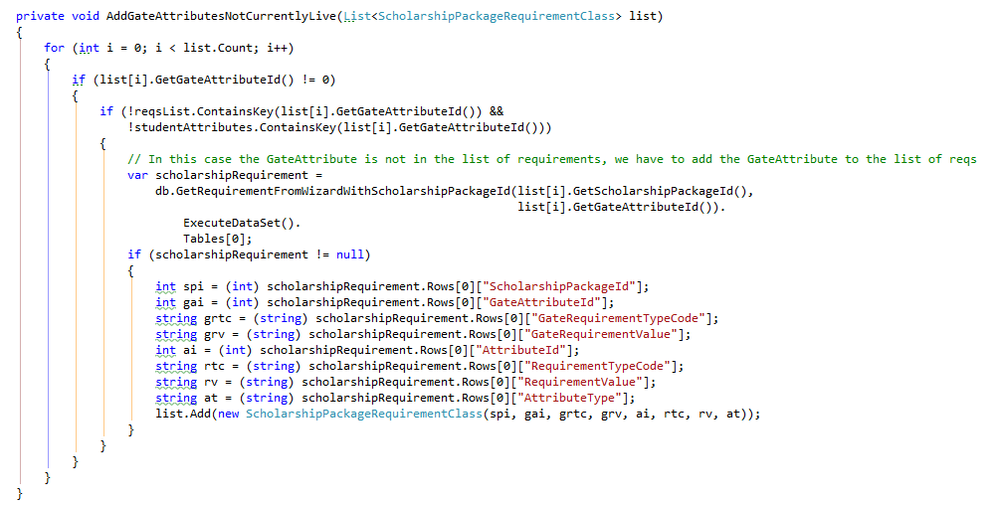 private void AddGateAttributesNotCurrentlyLive(List<ScholarshipPackageRequirementClass> list)
{
for (int i = 0; i < list.Count; i++)
{
if (list[i].GetGateAttributeId() != 0)
{
if (!reqsList.ContainsKey(list[i].GetGateAttributeId()) &&
!studentAttributes.ContainsKey(list[i].GetGateAttributeId()))
{
// In this case the GateAttribute is not in the list of requirements, we have to add the GateAttribute to the list of reqs
var scholarshipRequirement =
db.GetRequirementFromWizardWithScholarshipPackageId(list[i].GetScholarshipPackageId(),
list[i].GetGateAttributeId()).
ExecuteDataSet().
Tables[0];
if (scholarshipRequirement != null)
{
int spi = (int) scholarshipRequirement.Rows[0]["ScholarshipPackageId"];
int gai = (int) scholarshipRequirement.Rows[0]["GateAttributeId"];
string grtc = (string) scholarshipRequirement.Rows[0]["GateRequirementTypeCode"];
string grv = (string) scholarshipRequirement.Rows[0]["GateRequirementValue"];
int ai = (int) scholarshipRequirement.Rows[0]["AttributeId"];
string rtc = (string) scholarshipRequirement.Rows[0]["RequirementTypeCode"];
string rv = (string) scholarshipRequirement.Rows[0]["RequirementValue"];
string at = (string) scholarshipRequirement.Rows[0]["AttributeType"];
list.Add(new ScholarshipPackageRequirementClass(spi, gai, grtc, grv, ai, rtc, rv, at));
}
}
}
}
}